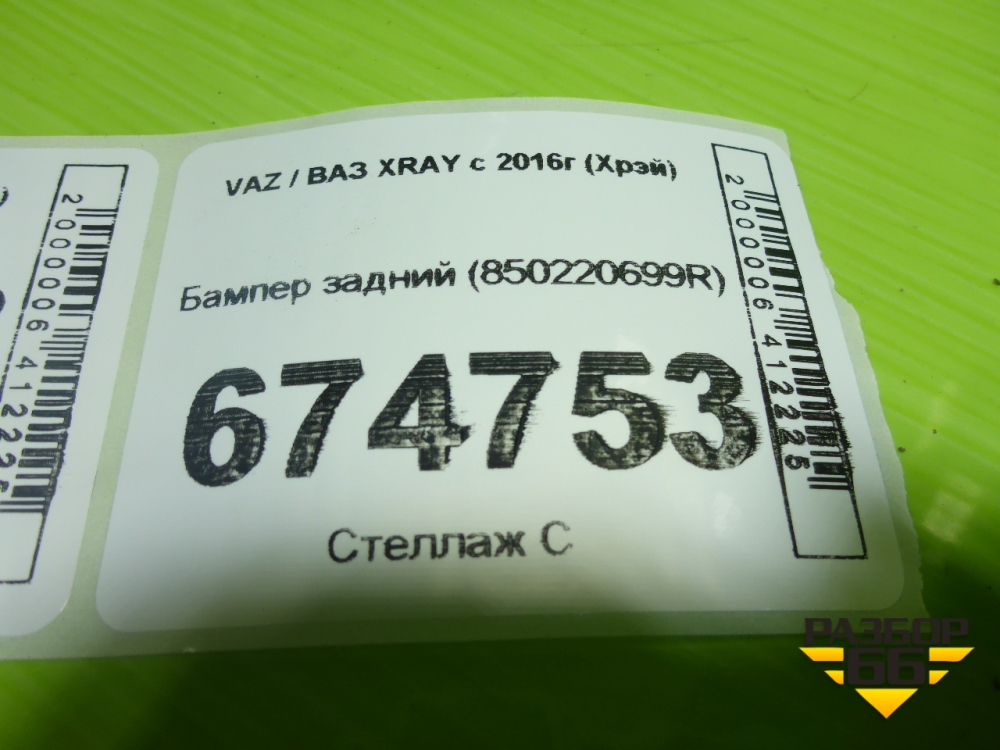 VAZ / ВАЗ XRAY с 2016г (Хрэй)
Бампер задний (850220699R)
674753
Стеллаж С
2000006412225
РАЗБОР
66